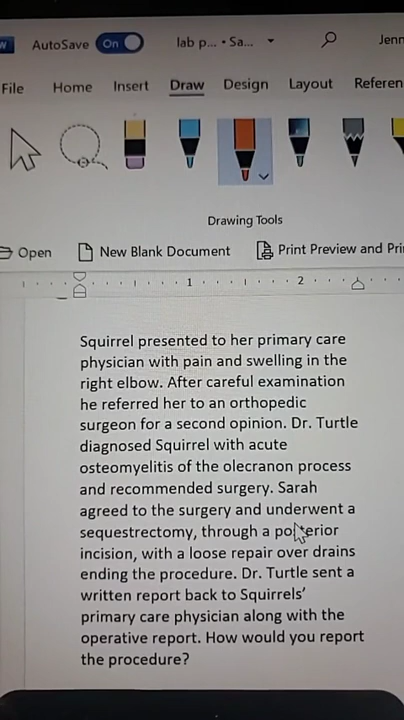 W AutoSave On lab p... • Sa... Jenn
File Home Insert Draw Design Layout Referen
Drawing Tools
Open New Blank Document Print Preview and Pri
1 2
Squirrel presented to her primary care
physician with pain and swelling in the
right elbow. After careful examination
he referred her to an orthopedic
surgeon for a second opinion. Dr. Turtle
diagnosed Squirrel with acute
osteomyelitis of the olecranon process
and recommended surgery. Sarah
agreed to the surgery and underwent a
sequestrectomy, through a posterior
incision, with a loose repair over drains
ending the procedure. Dr. Turtle sent a
written report back to Squirrels’
primary care physician along with the
operative report. How would you report
the procedure?